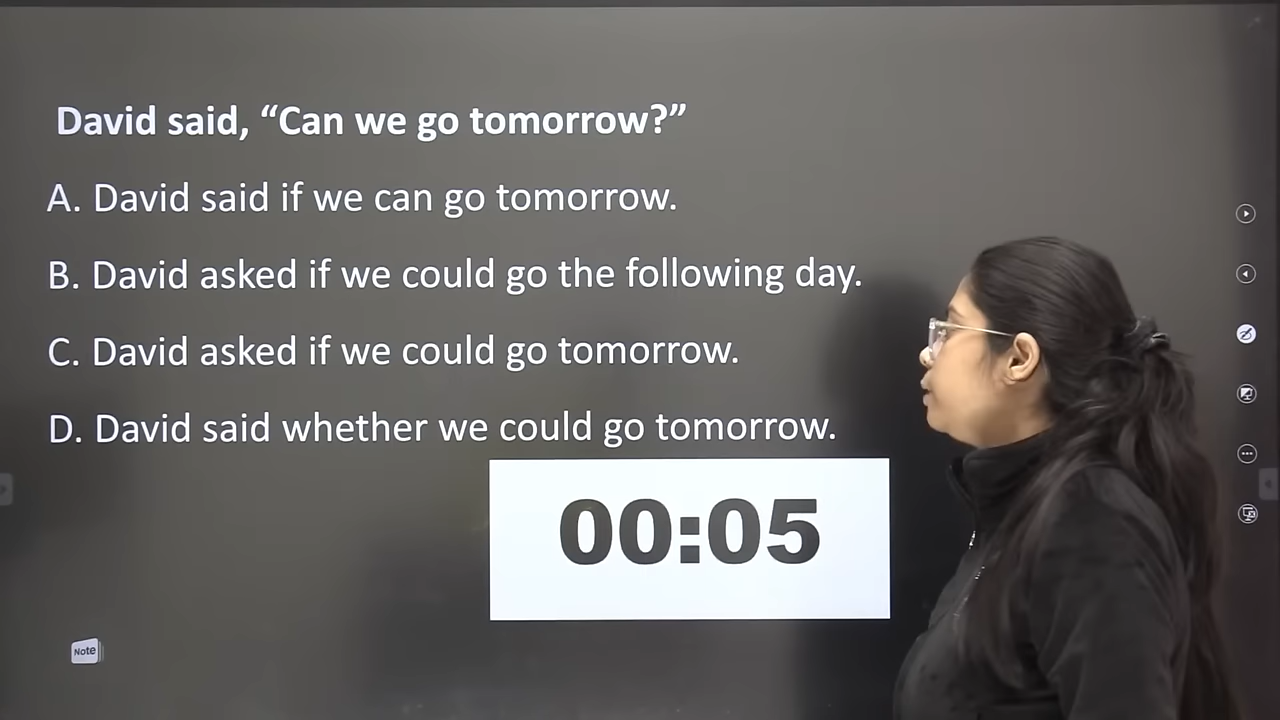 David said, “Can we go tomorrow?”
A. David said if we can go tomorrow.
B. David asked if we could go the following day.
C. David asked if we could go tomorrow.
D. David said whether we could go tomorrow.
00:05
Note